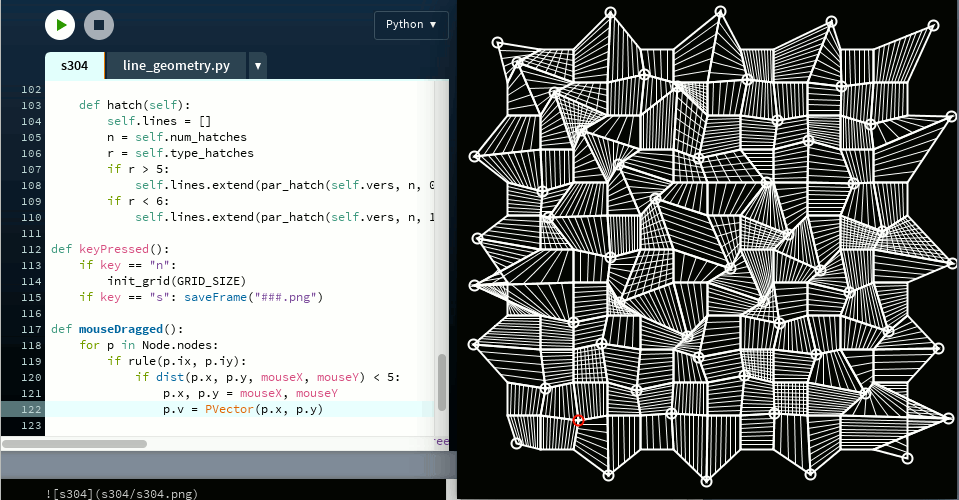 Python ▾
s304 line_geometry.py ▾
102
103     def hatch(self):
104         self.lines = []
105         n = self.num_hatches
106         r = self.type_hatches
107         if r > 5:
108             self.lines.extend(par_hatch(self.vers, n, 0
109         if r < 6:
110             self.lines.extend(par_hatch(self.vers, n, 1
111
112 def keyPressed():
113     if key == "n":
114         init_grid(GRID_SIZE)
115     if key == "s": saveFrame("###.png")
116
117 def mouseDragged():
118     for p in Node.nodes:
119         if rule(p.ix, p.iy):
120             if dist(p.x, p.y, mouseX, mouseY) < 5:
121                 p.x, p.y = mouseX, mouseY
122                 p.v = PVector(p.x, p.y)
123
![s304](s304/s304.png)